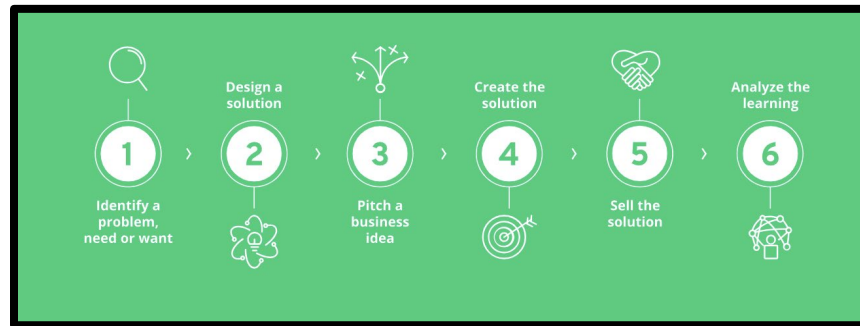 1
Identify a
problem,
need or want
Design a
solution
2
3
Pitch a
business
idea
Create the
solution
4
5
Sell the
solution
Analyze the
learning
6